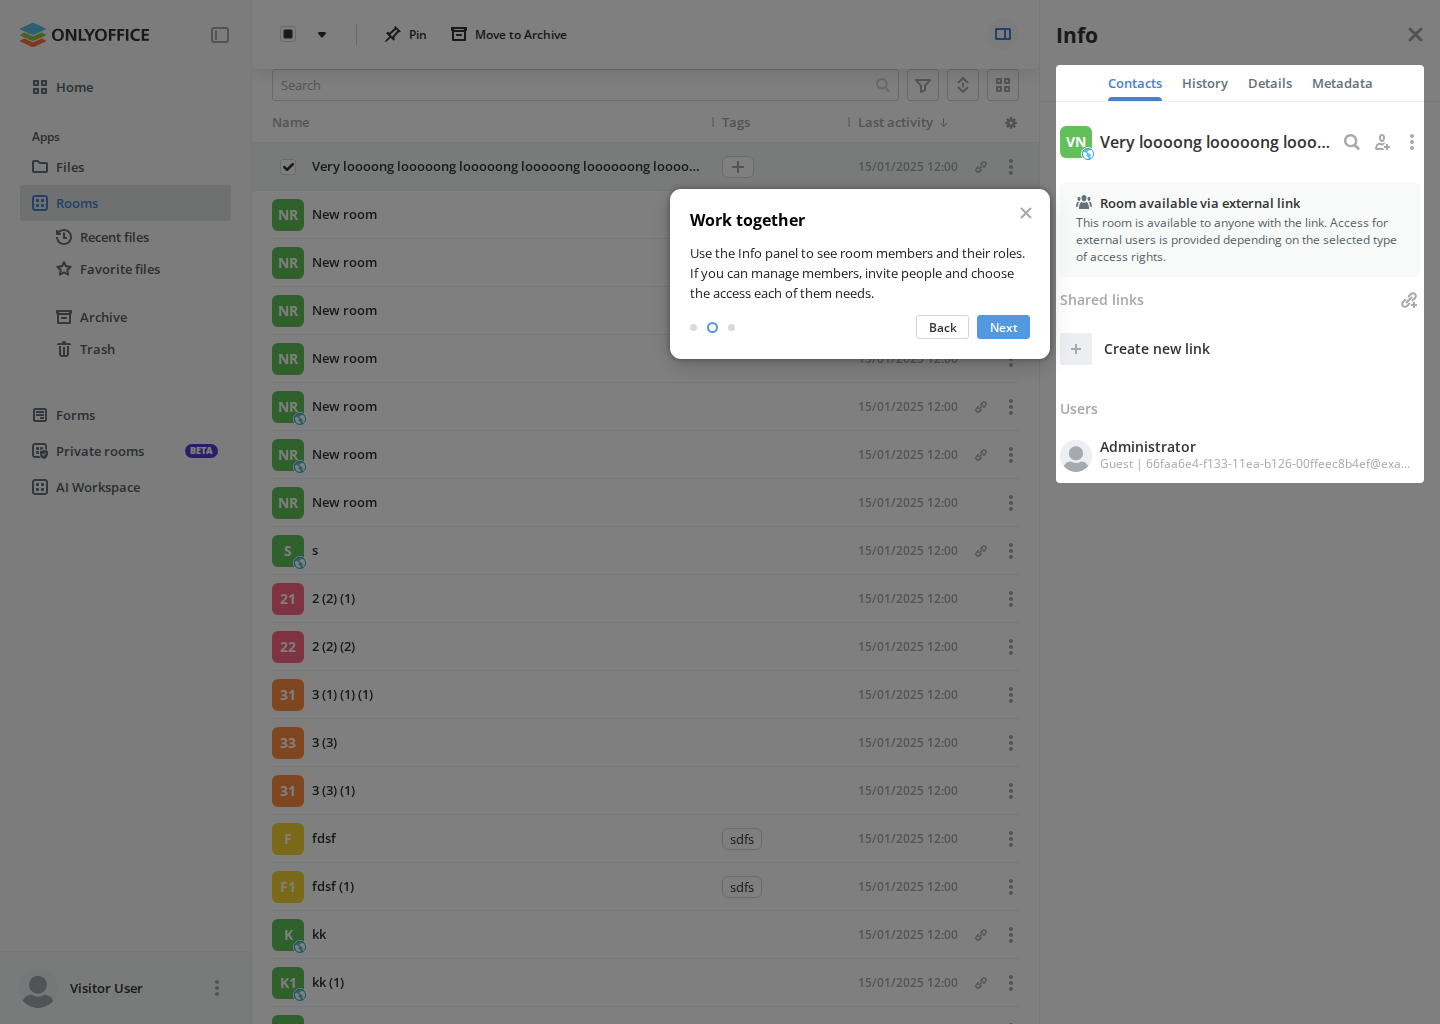 ONLYOFFICE
Home
Apps
Files
Rooms
Recent files
Favorite files
Archive
Trash
Forms
Private rooms BETA
AI Workspace
Visitor User
Pin Move to Archive
Search
Name Tags Last activity
Very loooong looooong looooong looooong looooooong loooo... 15/01/2025 12:00
NR New room
NR New room
NR New room
NR New room 15/01/2025 12:00
NR New room 15/01/2025 12:00
NR New room 15/01/2025 12:00
NR New room 15/01/2025 12:00
S s 15/01/2025 12:00
21 2 (2) (1) 15/01/2025 12:00
22 2 (2) (2) 15/01/2025 12:00
31 3 (1) (1) (1) 15/01/2025 12:00
33 3 (3) 15/01/2025 12:00
31 3 (3) (1) 15/01/2025 12:00
F fdsf sdfs 15/01/2025 12:00
F1 fdsf (1) sdfs 15/01/2025 12:00
K kk 15/01/2025 12:00
K1 kk (1) 15/01/2025 12:00
Work together
Use the Info panel to see room members and their roles.
If you can manage members, invite people and choose
the access each of them needs.
Back Next
Info
Contacts History Details Metadata
VN Very loooong looooong looo...
Room available via external link
This room is available to anyone with the link. Access for
external users is provided depending on the selected type
of access rights.
Shared links
Create new link
Users
Administrator
Guest | 66faa6e4-f133-11ea-b126-00ffeec8b4ef@exa...